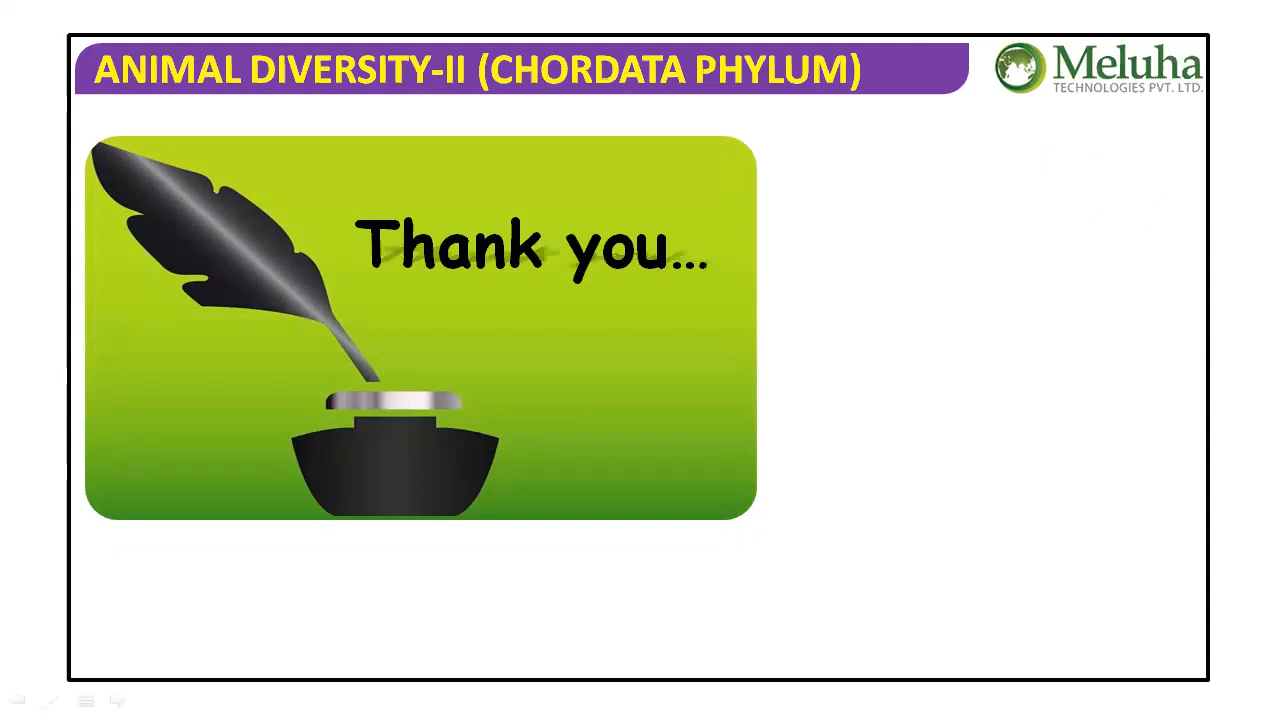 ANIMAL DIVERSITY-II (CHORDATA PHYLUM)
Meluha
TECHNOLOGIES PVT. LTD.
Thank you...